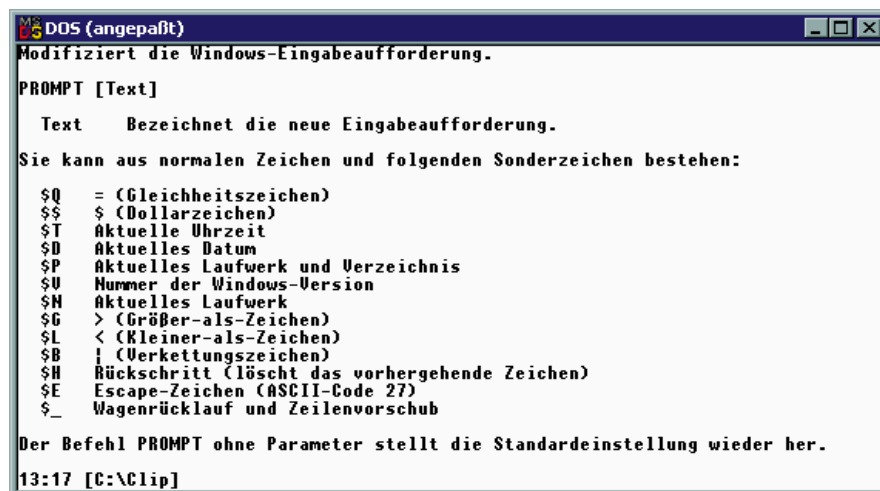 DOS (angepaßt)
Modifiziert die Windows-Eingabeaufforderung.
PROMPT [Text]
Text Bezeichnet die neue Eingabeaufforderung.
Sie kann aus normalen Zeichen und folgenden Sonderzeichen bestehen:
$Q = (Gleichheitszeichen)
$$ $ (Dollarzeichen)
$T Aktuelle Uhrzeit
$D Aktuelles Datum
$P Aktuelles Laufwerk und Verzeichnis
$V Nummer der Windows-Version
$N Aktuelles Laufwerk
$G > (Größer-als-Zeichen)
$L < (Kleiner-als-Zeichen)
$B ¦ (Verkettungszeichen)
$H Rückschritt (löscht das vorhergehende Zeichen)
$E Escape-Zeichen (ASCII-Code 27)
$_ Wagenrücklauf und Zeilenvorschub
Der Befehl PROMPT ohne Parameter stellt die Standardeinstellung wieder her.
13:17 [C:\Clip]